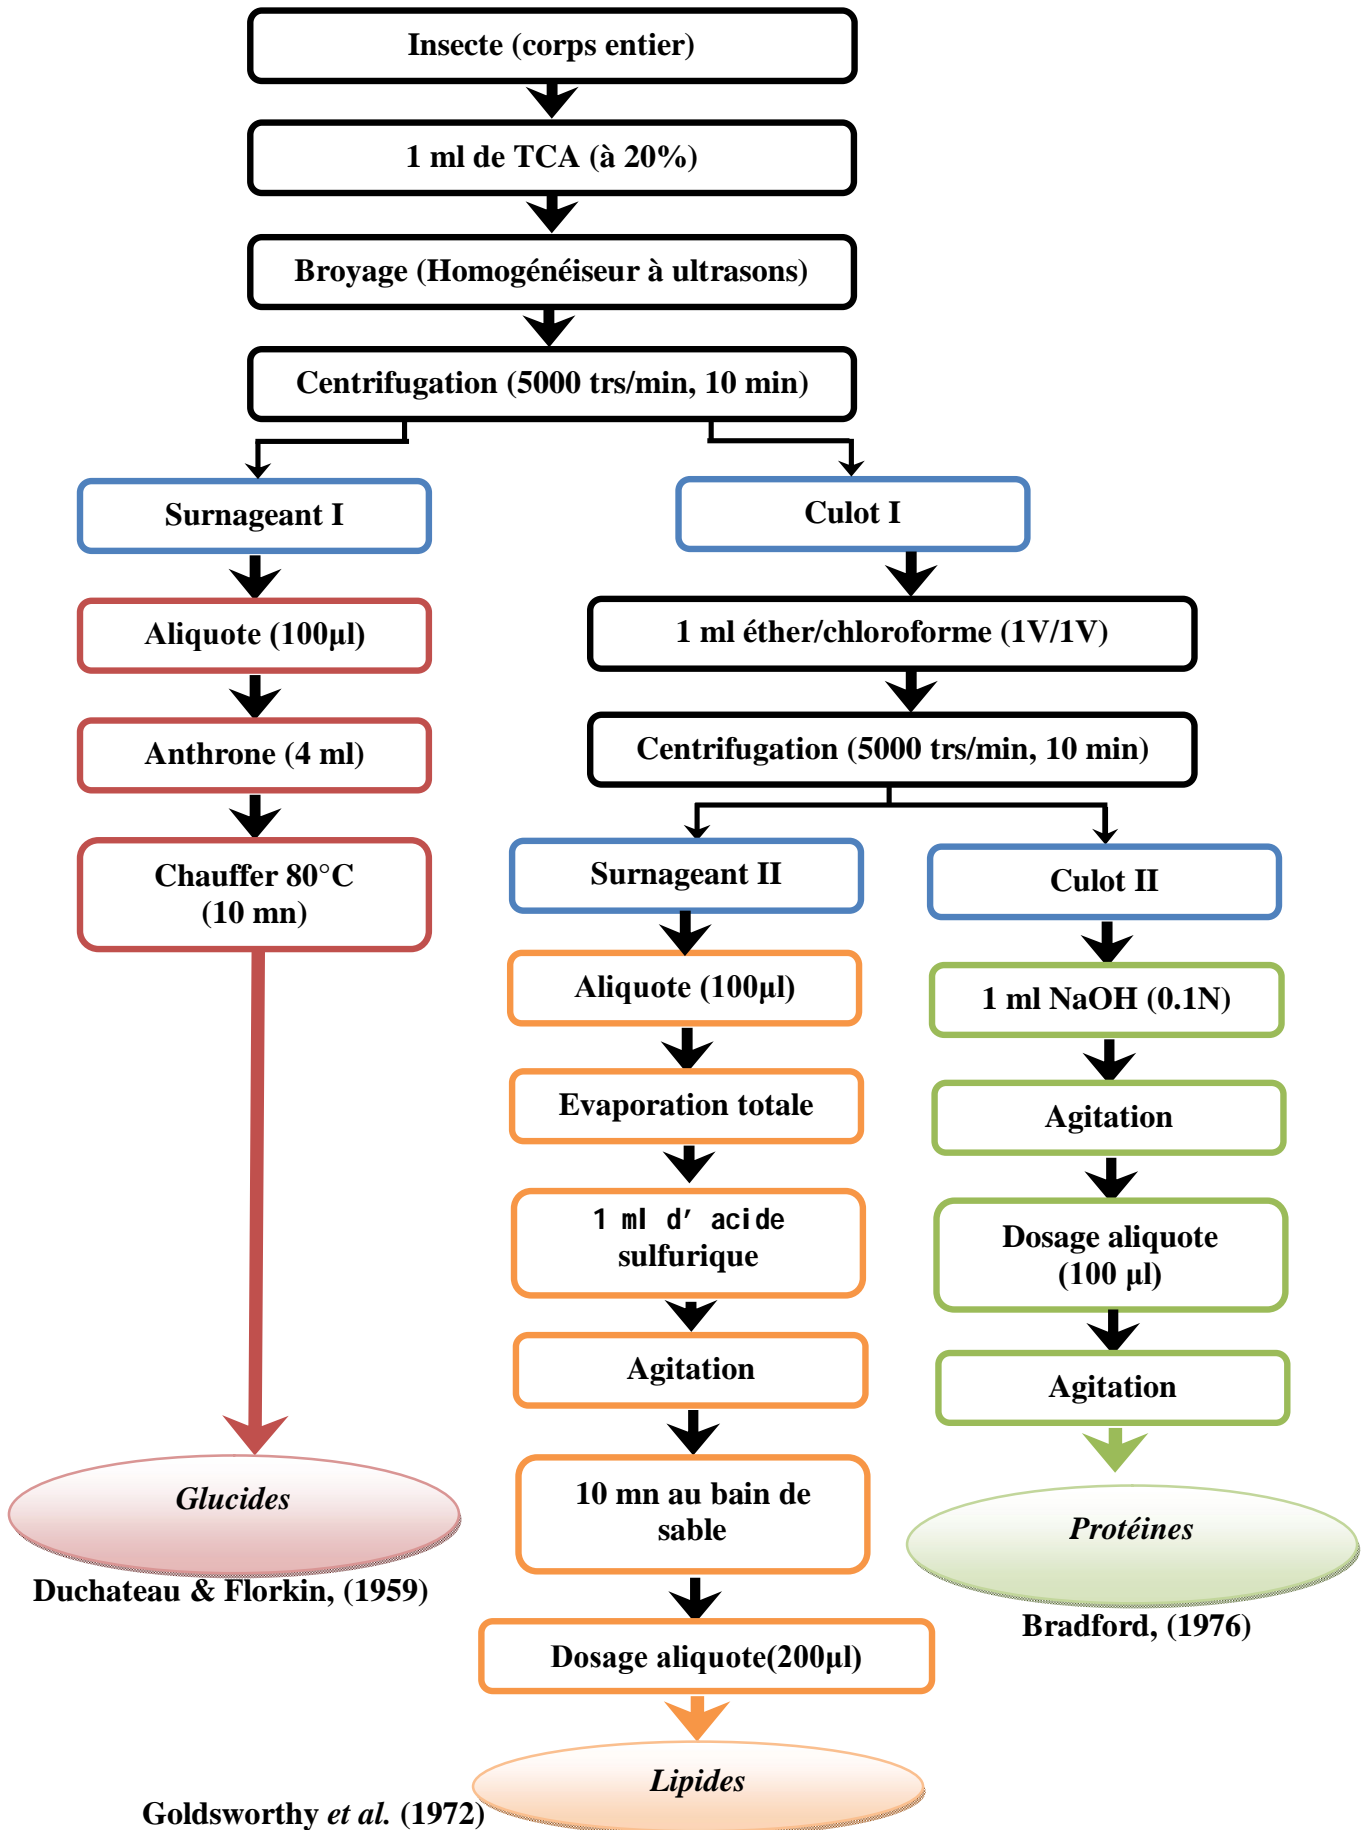 Insecte (corps entier)
1 ml de TCA (à 20%)
Broyage (Homogénéiseur à ultrasons)
Centrifugation (5000 trs/min, 10 min)
Surnageant I
Aliquote (100µl)
Anthrone (4 ml)
Chauffer 80°C
(10 mn)
Glucides
Duchateau & Florkin, (1959)
Culot I
1 ml éther/chloroforme (1V/1V)
Centrifugation (5000 trs/min, 10 min)
Surnageant II
Aliquote (100µl)
Evaporation totale
1 ml d’ acide
sulfurique
Agitation
10 mn au bain de
sable
Dosage aliquote(200µl)
Lipides
Goldsworthy et al. (1972)
Culot II
1 ml NaOH (0.1N)
Agitation
Dosage aliquote
(100 µl)
Agitation
Protéines
Bradford, (1976)